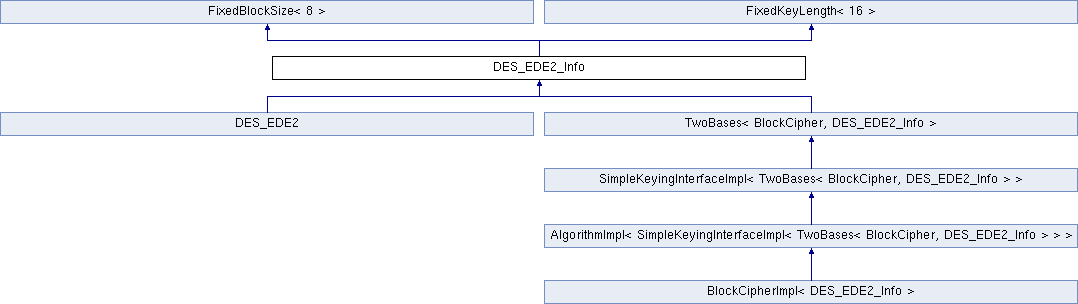 FixedBlockSize< 8 >
FixedKeyLength< 16 >
DES_EDE2_Info
DES_EDE2
TwoBases< BlockCipher, DES_EDE2_Info >
SimpleKeyingInterfaceImpl< TwoBases< BlockCipher, DES_EDE2_Info > >
AlgorithmImpl< SimpleKeyingInterfaceImpl< TwoBases< BlockCipher, DES_EDE2_Info > > >
BlockCipherImpl< DES_EDE2_Info >